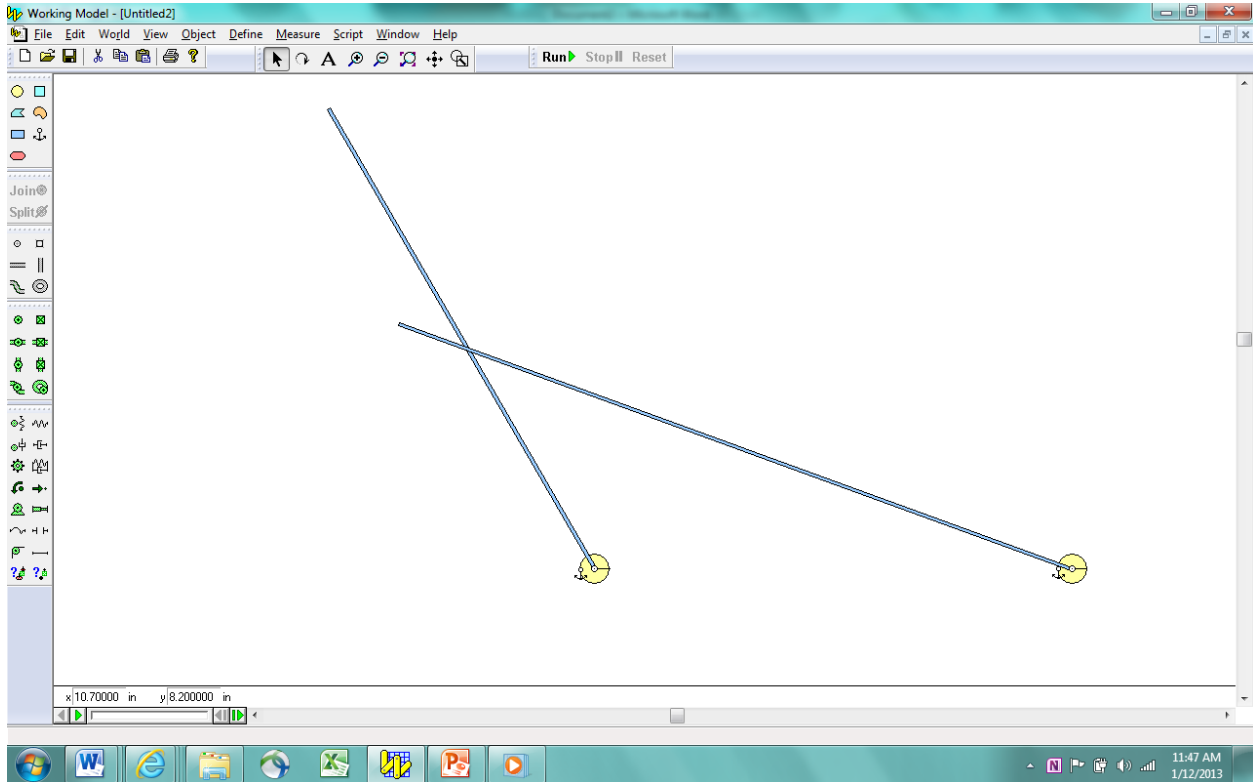 Working Model - [Untitled2]
File Edit World View Object Define Measure Script Window Help
A ? Run Stop Reset
Join
Split
x 10.70000 in y 8.200000 in
11:47 AM
1/12/2013